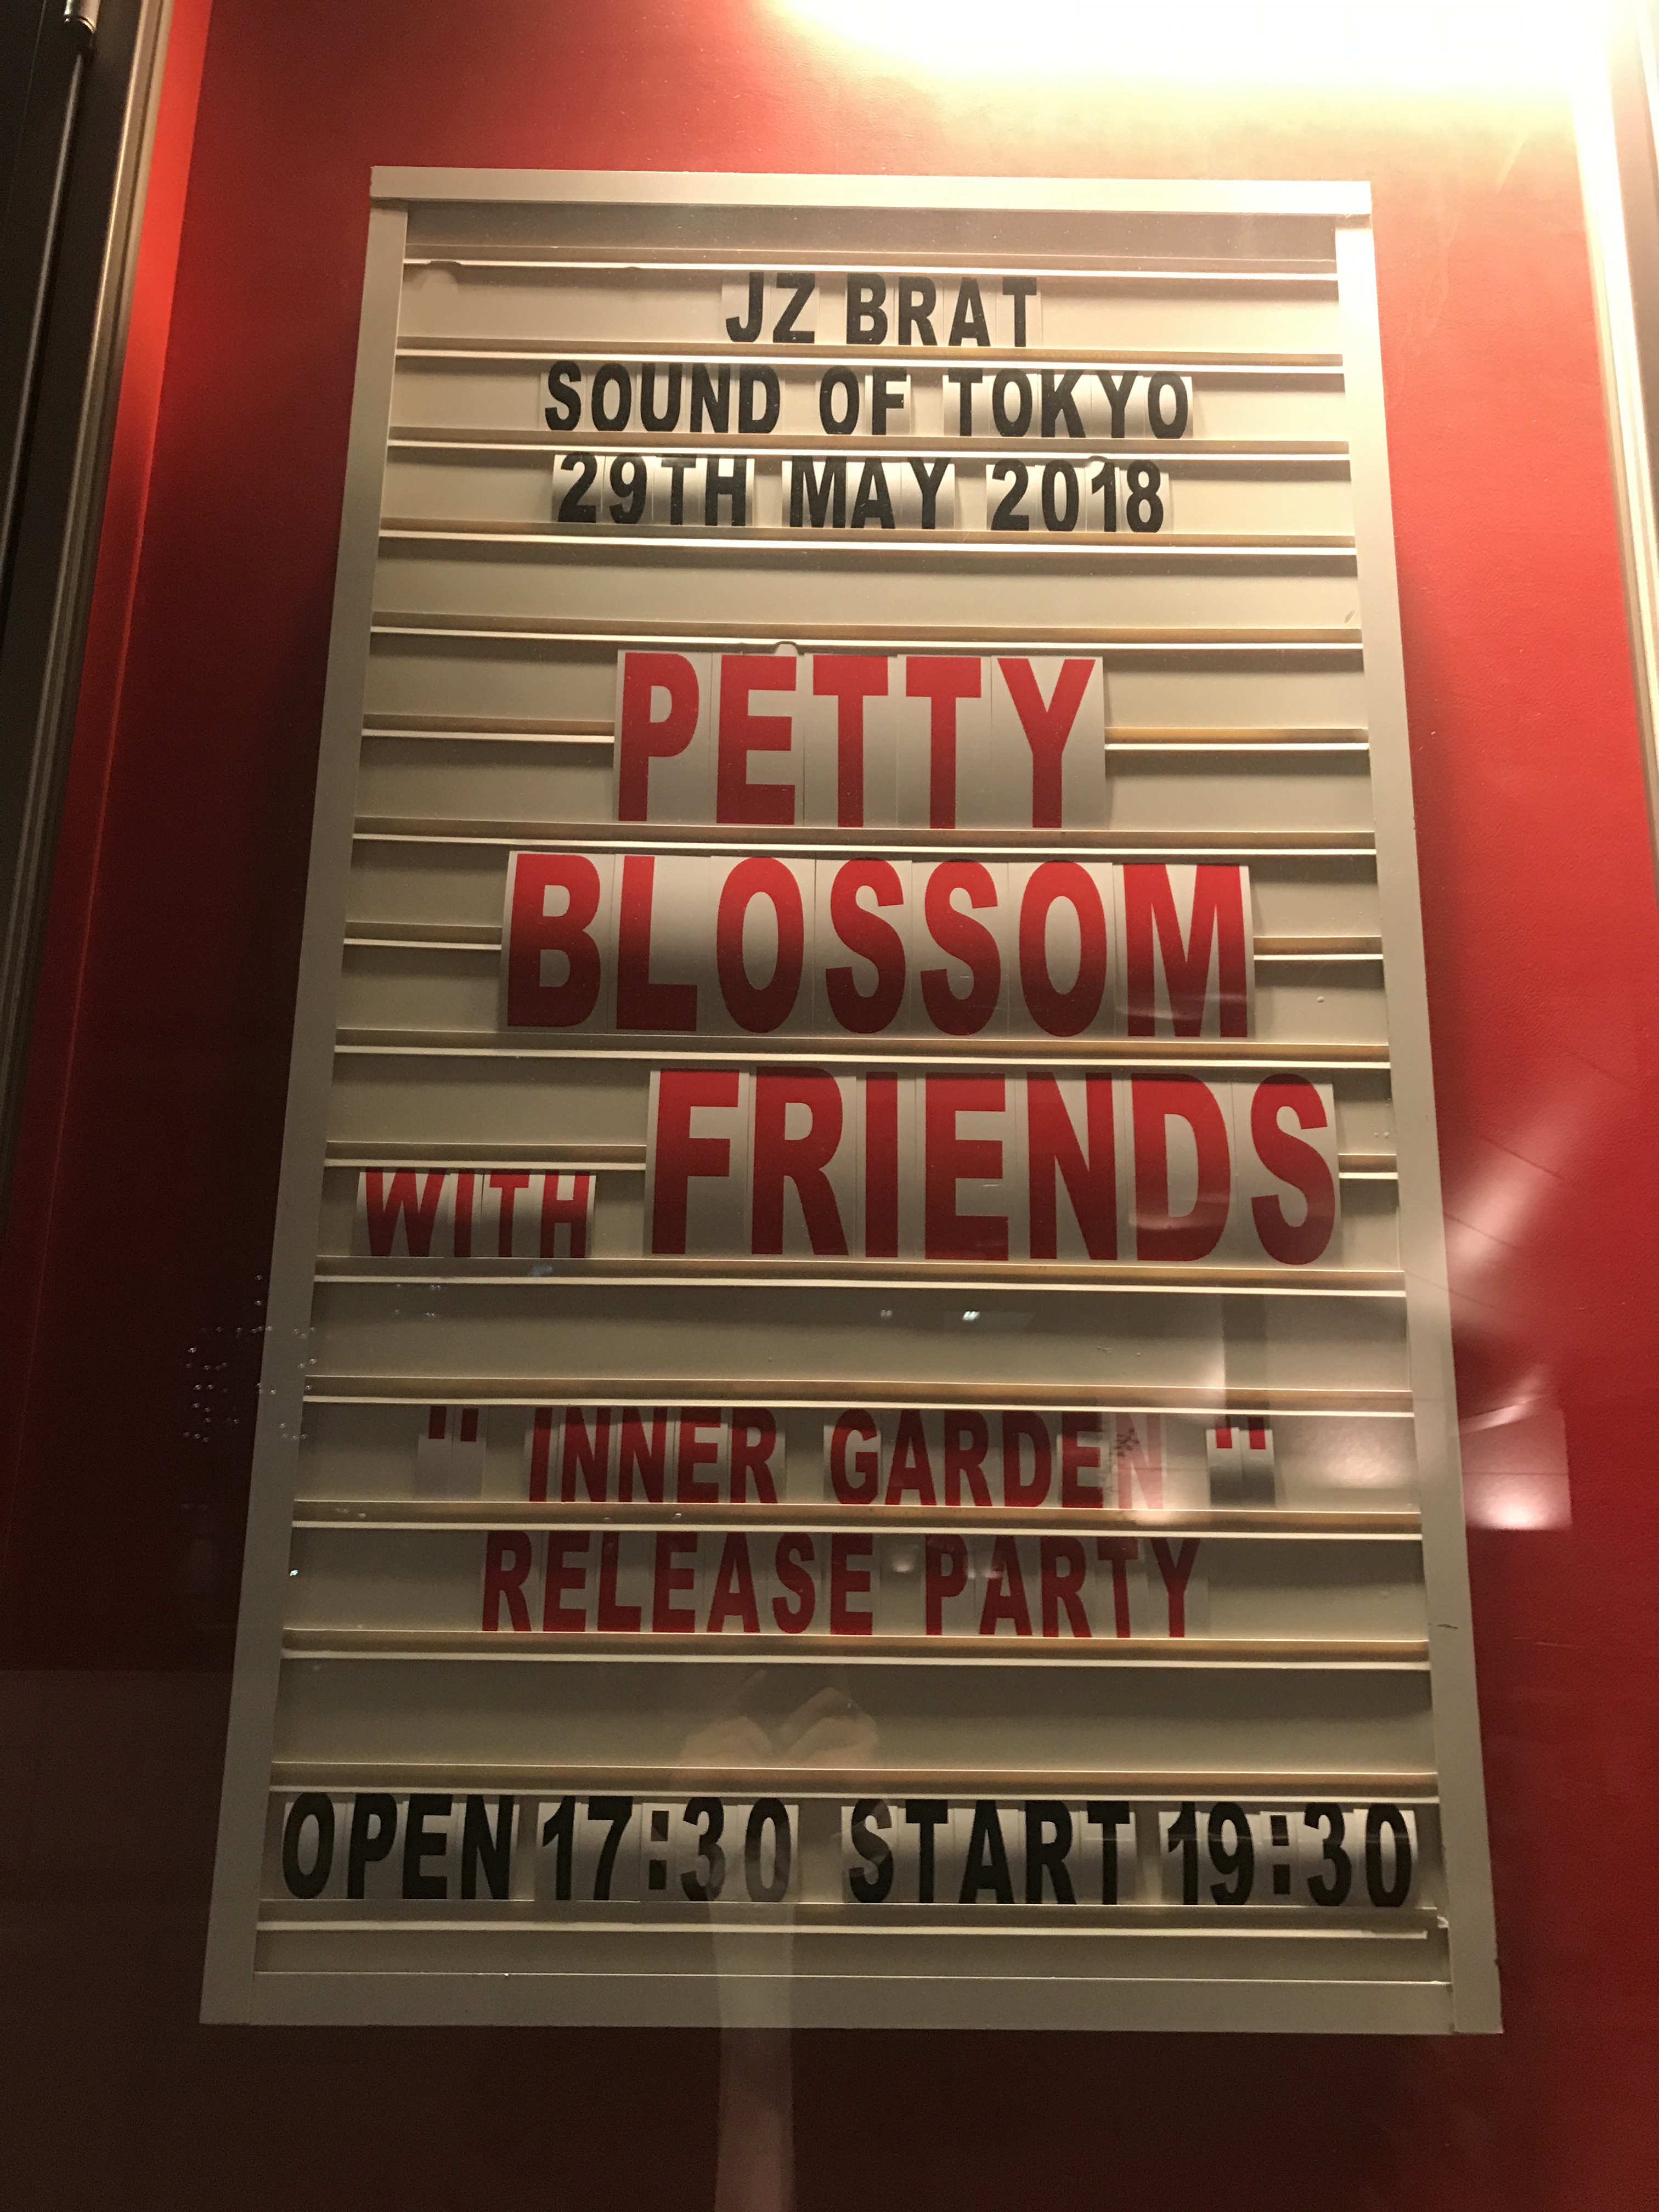 JZ BRAT
SOUND OF TOKYO
29TH MAY 2018
PETTY
BLOSSOM
WITH FRIENDS
" INNER GARDEN "
RELEASE PARTY
OPEN 17:30 START 19:30